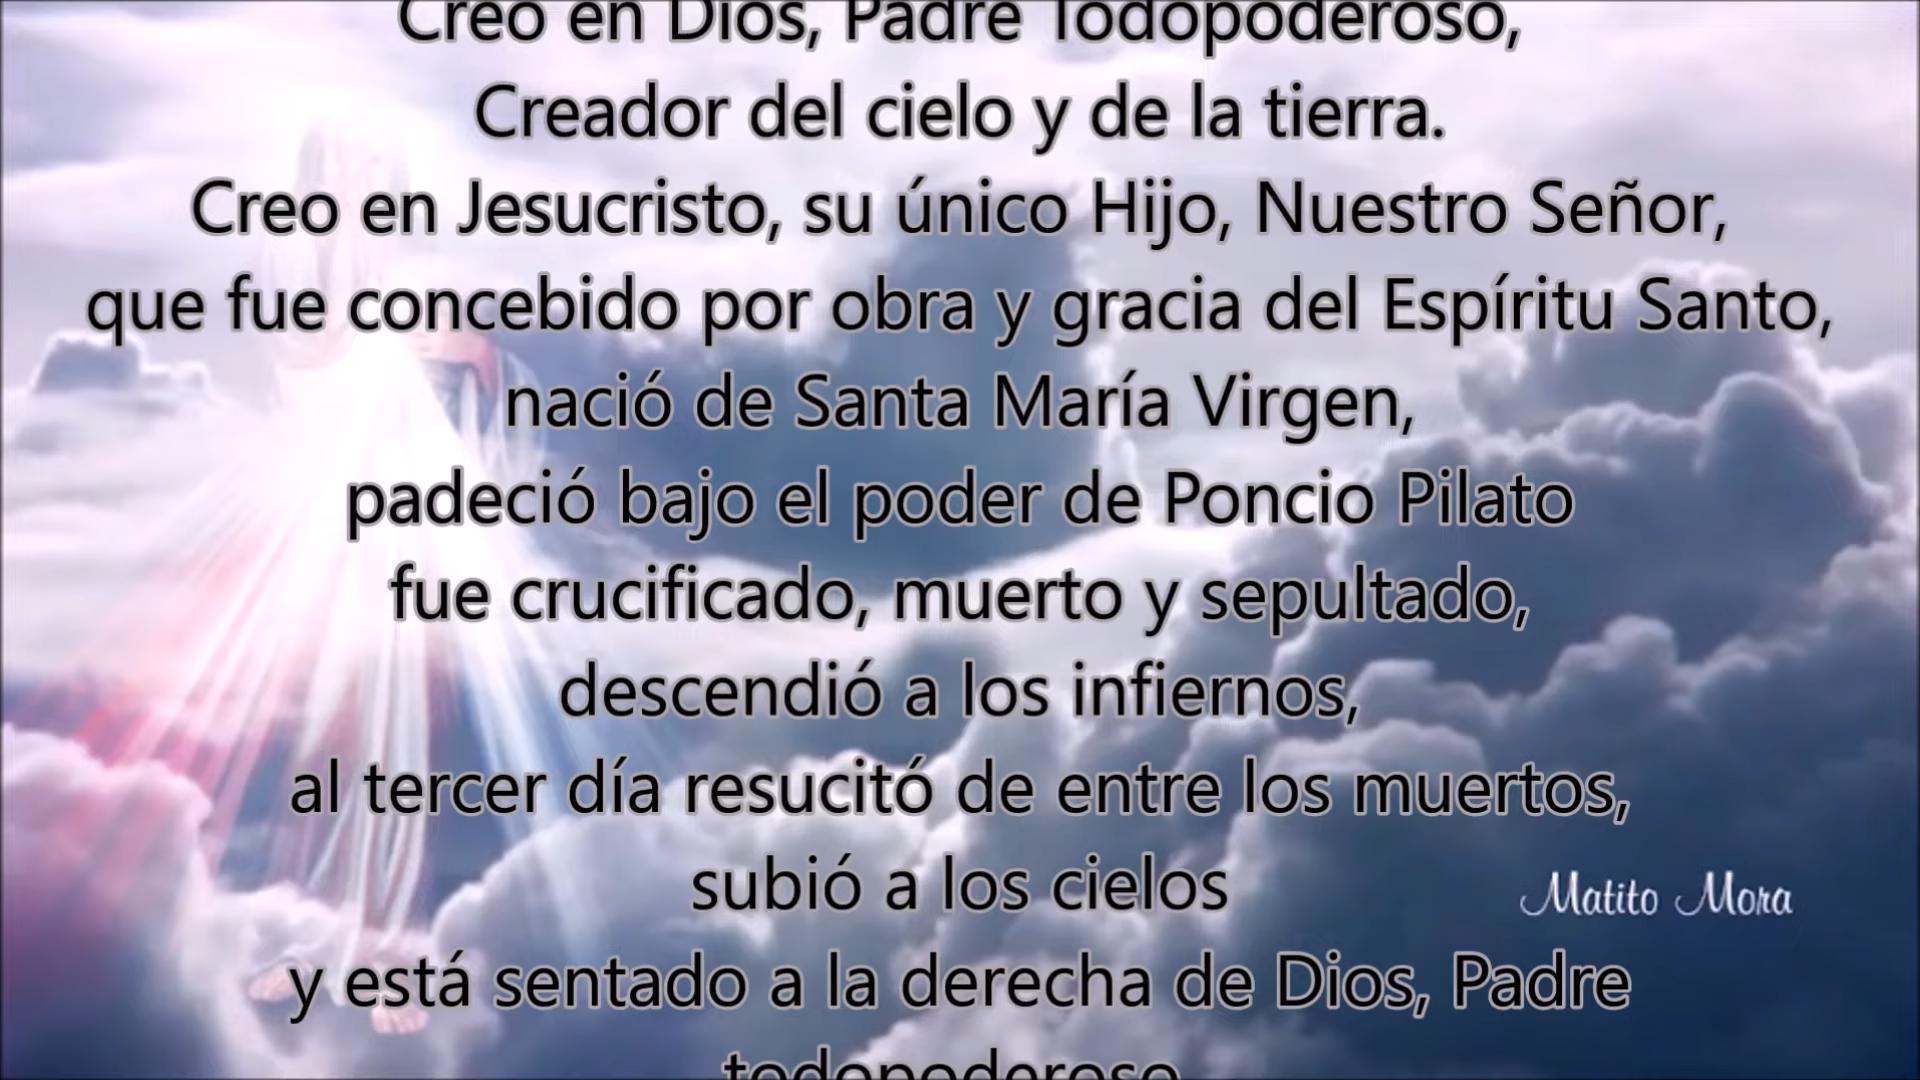 Creo en Dios, Padre Todopoderoso,
Creador del cielo y de la tierra.
Creo en Jesucristo, su único Hijo, Nuestro Señor,
que fue concebido por obra y gracia del Espíritu Santo,
nació de Santa María Virgen,
padeció bajo el poder de Poncio Pilato
fue crucificado, muerto y sepultado,
descendió a los infiernos,
al tercer día resucitó de entre los muertos,
subió a los cielos
Matito Mora
y está sentado a la derecha de Dios, Padre
todopoderoso